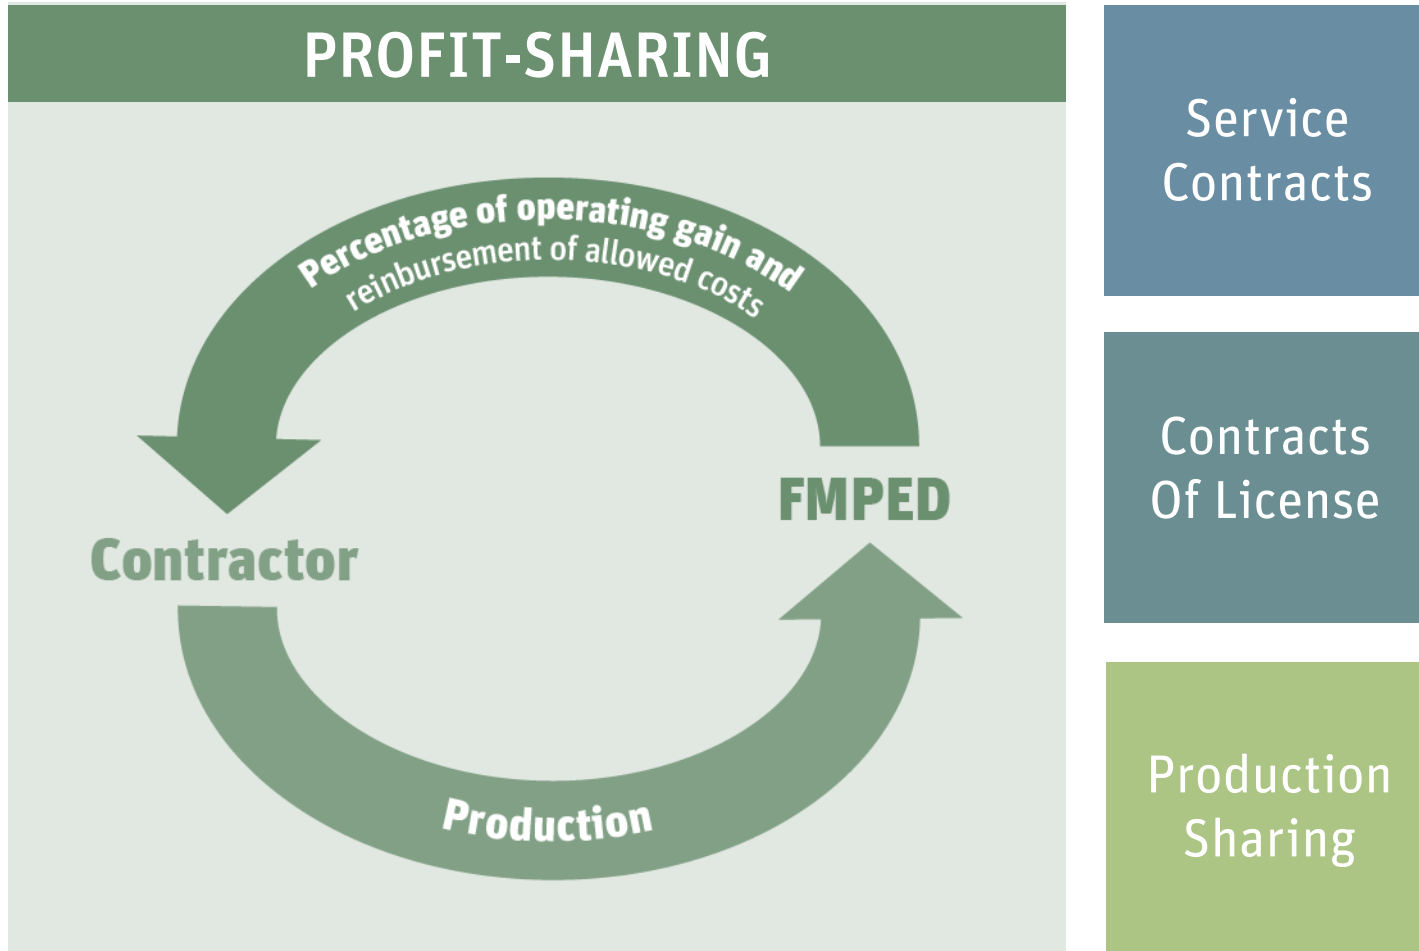 PROFIT-SHARING
Percentage of operating gain and
reinbursement of allowed costs
FMPED
Contractor
Production
Service
Contracts
Contracts
Of License
Production
Sharing